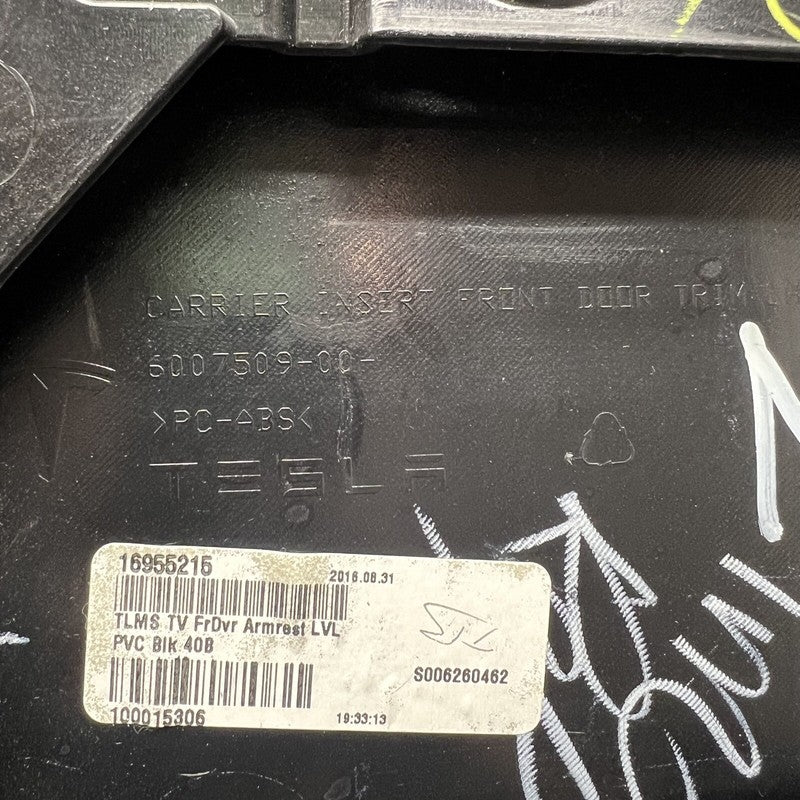 CARRIER INSERT FRONT DOOR TRIM
6007509-00-
>PC-ABS<
TESLA
16955215
2016.08.31
TLMS TV FrDvr Armrest LVL
PVC Blk 40B
S006260462
100015306
19:33:13